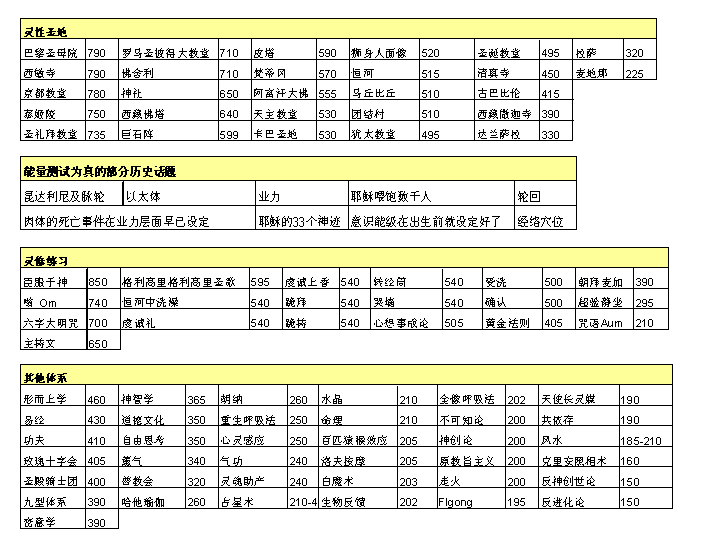 灵性圣地
巴黎圣母院 790 罗马圣彼得大教堂 710 皮塔 590 狮身人面像 520 圣诞教堂 495 拉萨 320
西敏寺 790 佛舍利 710 梵蒂冈 570 恒河 515 清真寺 450 麦地那 225
京都教堂 780 神社 650 阿富汗大佛 555 马丘比丘 510 古巴比伦 415
泰姬陵 750 西藏佛塔 640 天主教堂 530 团结村 510 西藏伽寺 390
圣礼拜教堂 735 巨石阵 599 卡巴圣地 530 犹太教堂 495 达兰萨拉 330
能量测试为真的部分历史话题
昆达利尼及脉轮 以太体 业力 耶稣喂饱数千人 轮回
肉体的死亡事件在业力层面早已设定 耶稣的33个神迹 意识能级在出生前就设定好了 经络穴位
灵修练习
臣服于神 850 格利高里格利高里圣歌 595 虔诚上香 540 转经筒 540 受洗 500 朝拜麦加 390
嗡 Om 740 恒河中洗澡 540 跪拜 540 哭墙 540 确认 500 超验静坐 295
六字大明咒 700 虔诚礼 540 跪祷 540 心想事成论 505 黄金法则 405 咒语Aum 210
主祷文 650
其他体系
形而上学 460 神智学 365 胡纳 260 水晶 210 全像呼吸法 202 天使长灵媒 190
易经 430 道枢文化 350 重生呼吸法 250 命理 210 不可知论 200 共依存 190
功夫 410 自由思考 350 心灵感应 250 百匹猿猴效应 205 神创论 200 风水 185-210
玫瑰十字会 405 蕙气 340 气功 240 洛夫按摩 205 原教旨主义 200 克里安照相术 160
圣殿骑士团 400 普教会 320 灵魂助产 240 白魔术 203 走火 200 反神创世论 150
九型体系 390 哈他瑜伽 260 占星术 210-4 生物反馈 202 Flgong 195 反进化论 150
密意学 390